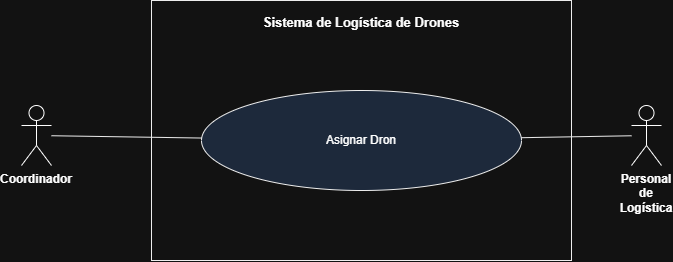 Sistema de Logística de Drones
Asignar Dron
Coordinador
Personal
de
Logística